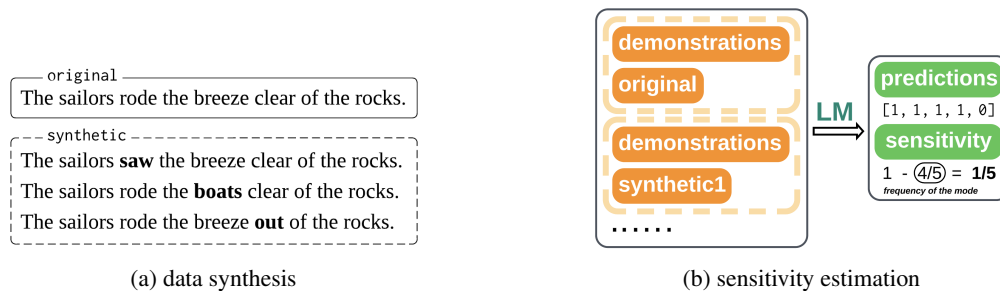 original
The sailors rode the breeze clear of the rocks.
synthetic
The sailors saw the breeze clear of the rocks.
The sailors rode the boats clear of the rocks.
The sailors rode the breeze out of the rocks.
(a) data synthesis
demonstrations
original
demonstrations
synthetic1
......
LM
predictions
[1, 1, 1, 1, 0]
sensitivity
1 - 4/5 = 1/5
frequency of the mode
(b) sensitivity estimation